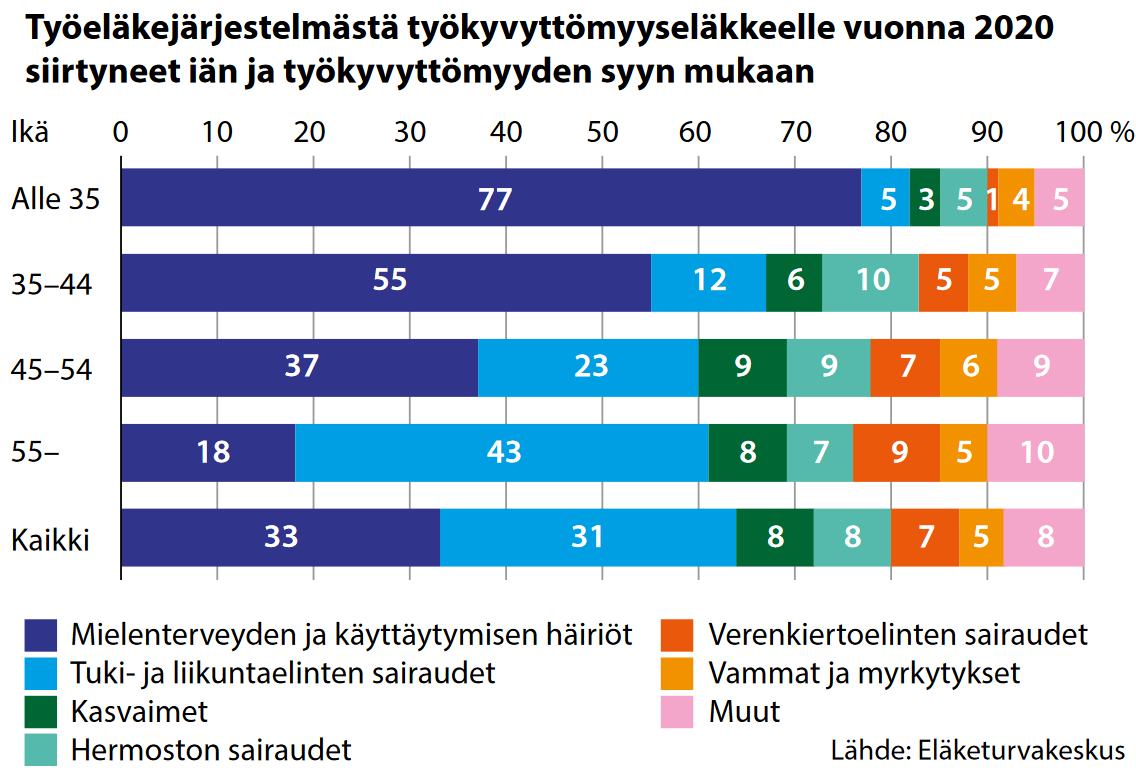 Työeläkejärjestelmästä työkyvyttömyyseläkkeelle vuonna 2020
siirtyneet iän ja työkyvyttömyyden syyn mukaan
Ikä 0 10 20 30 40 50 60 70 80 90 100 %
Alle 35 77 5 3 5 1 4 5
35–44 55 12 6 10 5 5 7
45–54 37 23 9 9 7 6 9
55– 18 43 8 7 9 5 10
Kaikki 33 31 8 8 7 5 8
Mielenterveyden ja käyttäytymisen häiriöt
Tuki- ja liikuntaelinten sairaudet
Kasvaimet
Hermoston sairaudet
Verenkiertoelinten sairaudet
Vammat ja myrkytykset
Muut
Lähde: Eläketurvakeskus